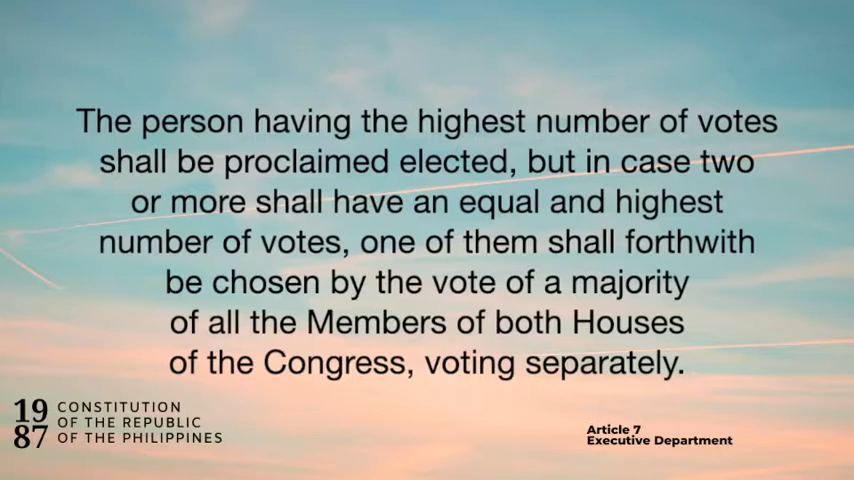 The person having the highest number of votes
shall be proclaimed elected, but in case two
or more shall have an equal and highest
number of votes, one of them shall forthwith
be chosen by the vote of a majority
of all the Members of both Houses
of the Congress, voting separately.
19
87
CONSTITUTION
OF THE REPUBLIC
OF THE PHILIPPINES
Article 7
Executive Department